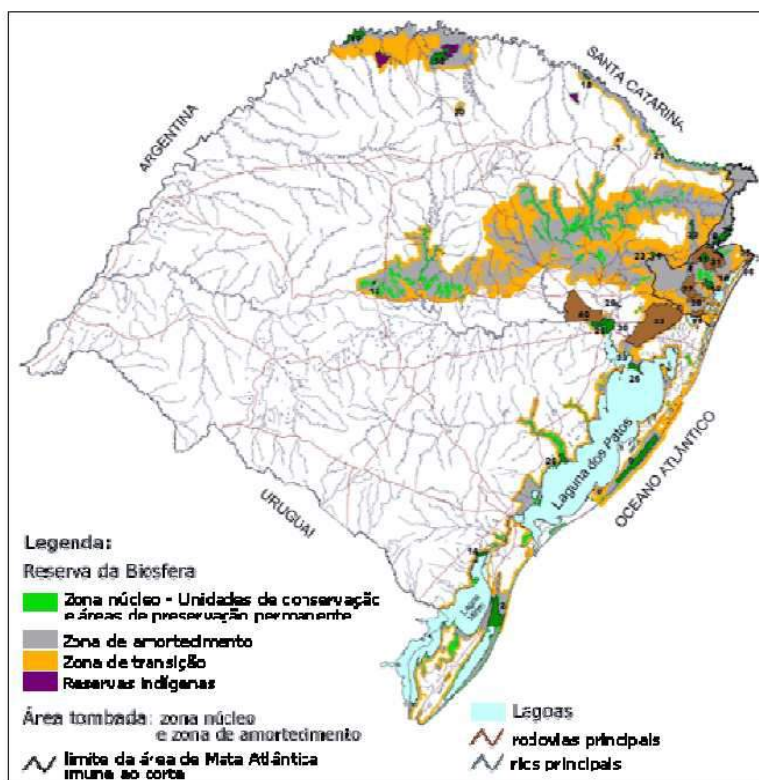 SANTA CATARINA
ARGENTINA
Laguna dos Patos
OCEANO ATLÂNTICO
URUGUAI
Lagoa
Legenda:
Reserva da Biosfera
Zona núcleo - Unidades de conservação
e áreas de preservação permanente
Zona de amortecimento
Zona de transição
Reservas Indígenas
Área tombada: zona núcleo
e zona de amortecimento
limite da área de Mata Atlântica
imune ao corte
Lagoas
rodovias principais
rios principais